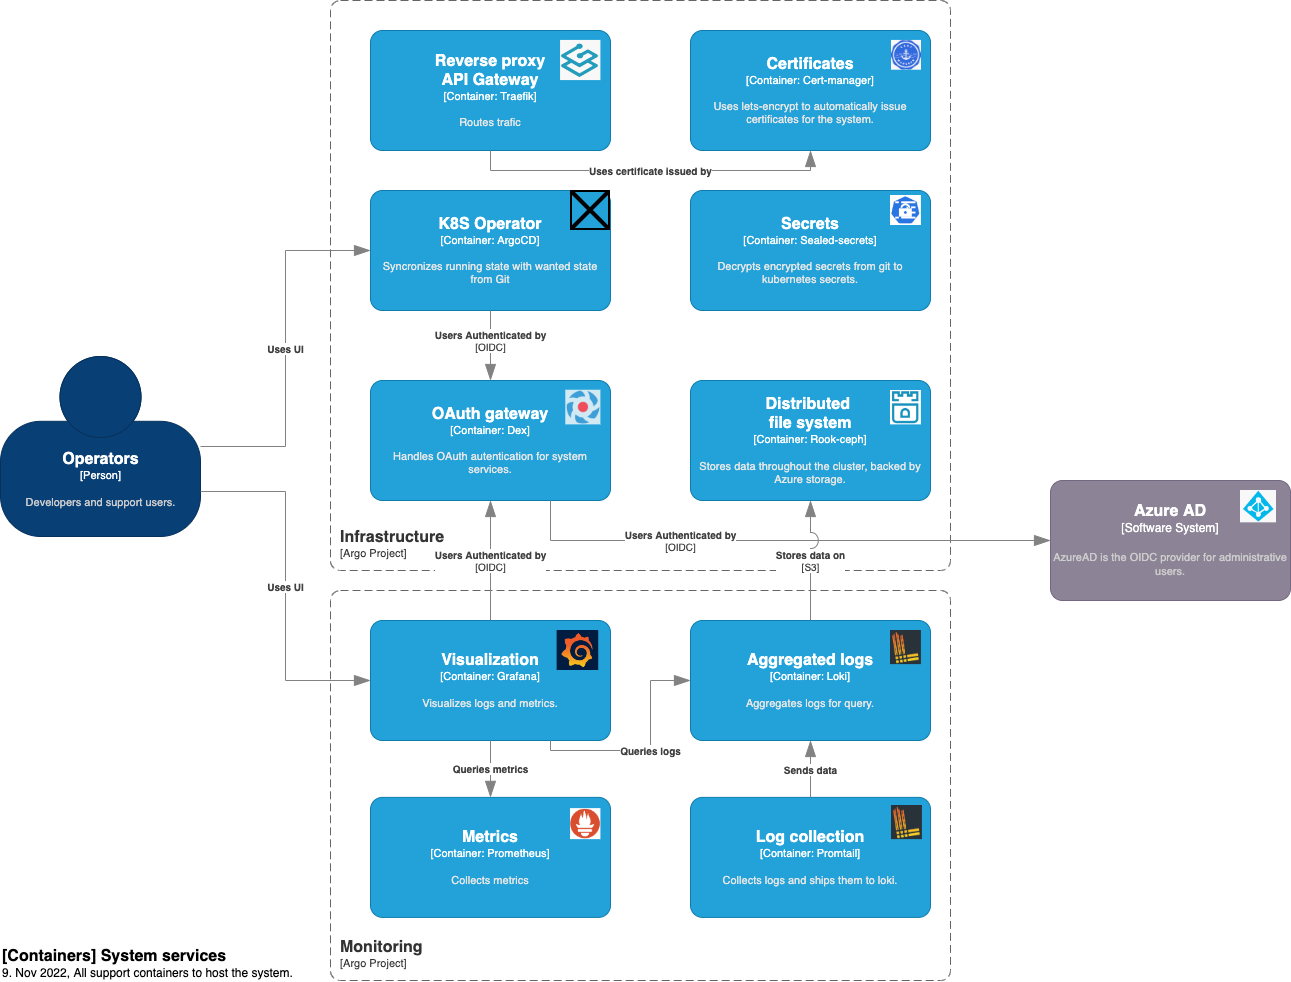 Reverse proxy
API Gateway
[Container: Traefik]
Routes trafic
Certificates
[Container: Cert-manager]
Uses lets-encrypt to automatically issue
certificates for the system.
Uses certificate issued by
K8S Operator
[Container: ArgoCD]
Syncronizes running state with wanted state
from Git
Secrets
[Container: Sealed-secrets]
Decrypts encrypted secrets from git to
kubernetes secrets.
Users Authenticated by
[OIDC]
Uses UI
Operators
[Person]
Developers and support users.
OAuth gateway
[Container: Dex]
Handles OAuth autentication for system
services.
Distributed
file system
[Container: Rook-ceph]
Stores data throughout the cluster, backed by
Azure storage.
Azure AD
[Software System]
AzureAD is the OIDC provider for administrative
users.
Infrastructure
[Argo Project]
Users Authenticated by
[OIDC]
Users Authenticated by
[OIDC]
Stores data on
[S3]
Uses UI
Visualization
[Container: Grafana]
Visualizes logs and metrics.
Aggregated logs
[Container: Loki]
Aggregates logs for query.
Queries logs
Queries metrics
Sends data
Metrics
[Container: Prometheus]
Collects metrics
Log collection
[Container: Promtail]
Collects logs and ships them to loki.
Monitoring
[Argo Project]
[Containers] System services
9. Nov 2022, All support containers to host the system.